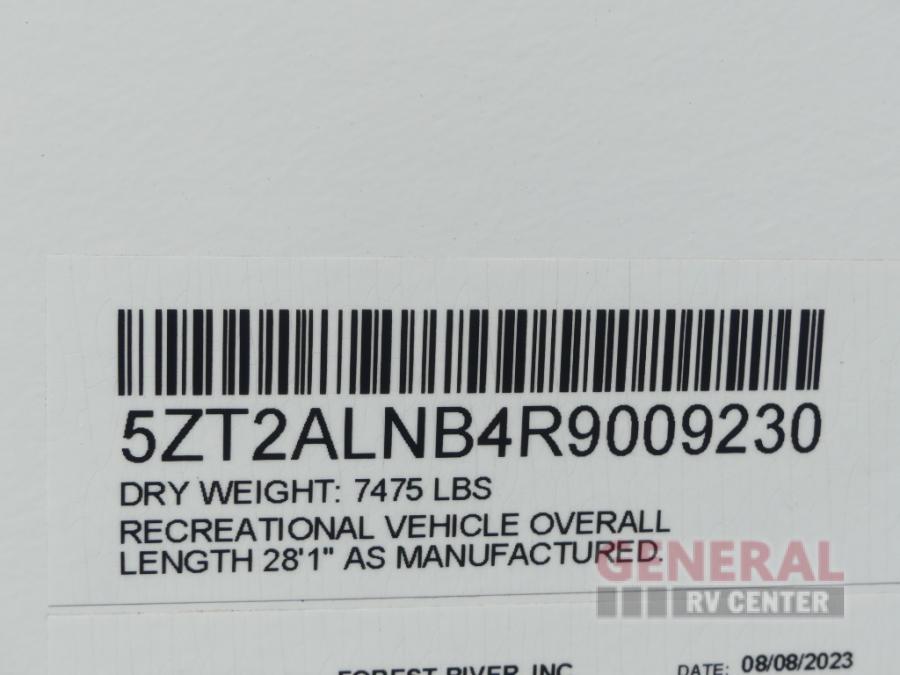 5ZT2ALNB4R9009230
DRY WEIGHT: 7475 LBS
RECREATIONAL VEHICLE OVERALL
LENGTH 28'1" AS MANUFACTURED.
GENERAL
RV CENTER
FOREST RIVER, INC. DATE: 08/08/2023